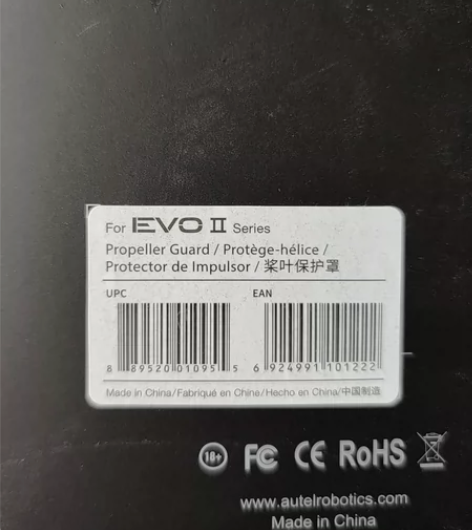 For EVO II Series
Propeller Guard / Protège-hélice /
Protector de Impulsor / 桨叶保护罩
UPC EAN
8 89520 01095 5 6 924991 101222
Made in China/Fabriqué en Chine/Hecho en China/中国制造
18+ FC CE RoHS
www.autelrobotics.com
Made in China